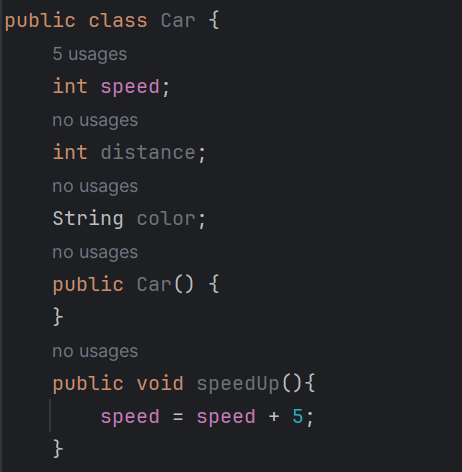 public class Car {
5 usages
int speed;
no usages
int distance;
no usages
String color;
no usages
public Car() {
}
no usages
public void speedUp(){
speed = speed + 5;
}